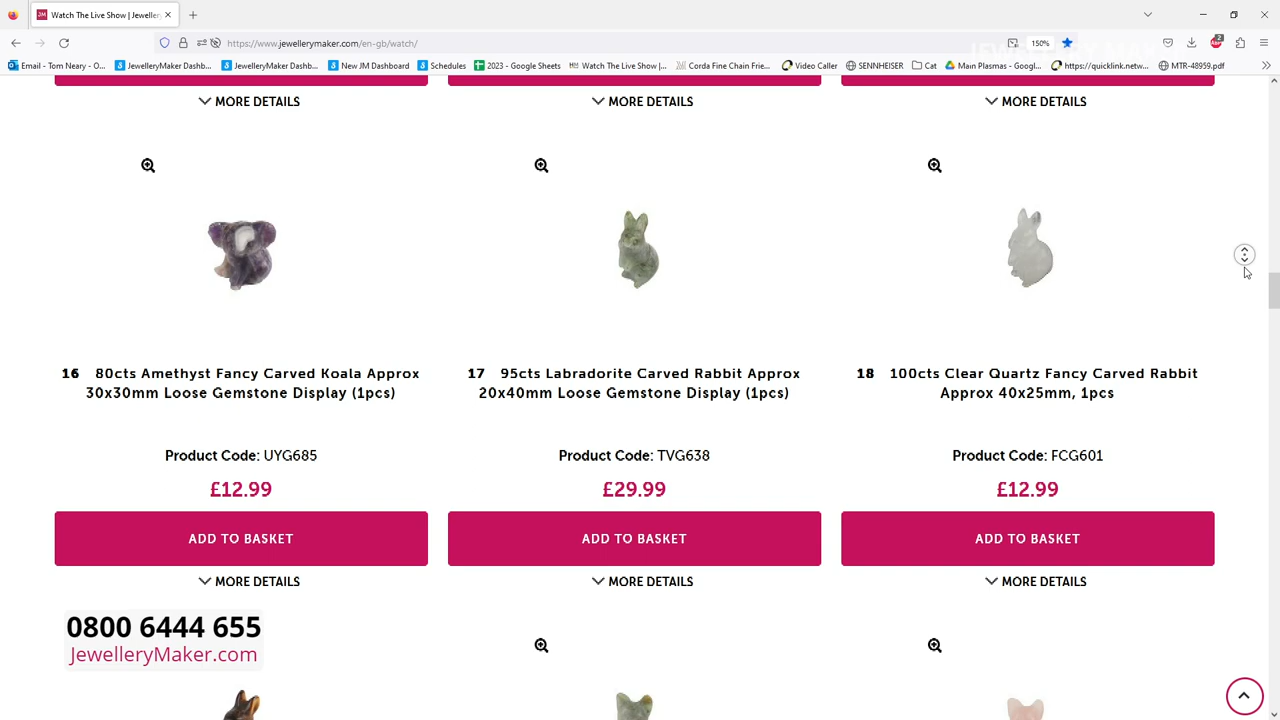 Watch The Live Show | Jeweller
https://www.jewellerymaker.com/en-gb/watch/
150%
2
Email - Tom Neary - O...
JewelleryMaker Dashb...
JewelleryMaker Dashb...
New JM Dashboard
Schedules
2023 - Google Sheets
Watch The Live Show |...
Corda Fine Chain Frie...
Video Caller
SENNHEISER
Cat
Main Plasmas - Googl...
https://quicklink.netw...
MTR-48959.pdf
MORE DETAILS
MORE DETAILS
MORE DETAILS
16 80cts Amethyst Fancy Carved Koala Approx
30x30mm Loose Gemstone Display (1pcs)
17 95cts Labradorite Carved Rabbit Approx
20x40mm Loose Gemstone Display (1pcs)
18 100cts Clear Quartz Fancy Carved Rabbit
Approx 40x25mm, 1pcs
Product Code: UYG685
Product Code: TVG638
Product Code: FCG601
£12.99
£29.99
£12.99
ADD TO BASKET
ADD TO BASKET
ADD TO BASKET
MORE DETAILS
MORE DETAILS
MORE DETAILS
0800 6444 655
JewelleryMaker.com